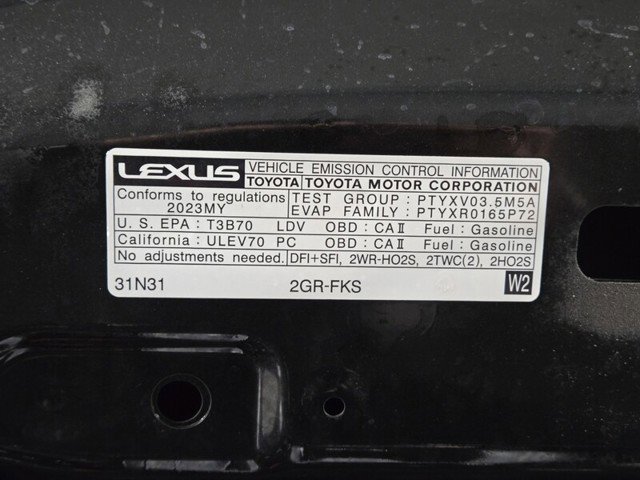 LEXUS VEHICLE EMISSION CONTROL INFORMATION
TOYOTA TOYOTA MOTOR CORPORATION
Conforms to regulations TEST GROUP : PTYXV03.5M5A
2023MY EVAP FAMILY : PTYXR0165P72
U. S. EPA : T3B70 LDV OBD : CAⅡ Fuel : Gasoline
California : ULEV70 PC OBD : CAⅡ Fuel : Gasoline
No adjustments needed. DFI+SFI, 2WR-HO2S, 2TWC(2), 2HO2S
31N31 2GR-FKS W2